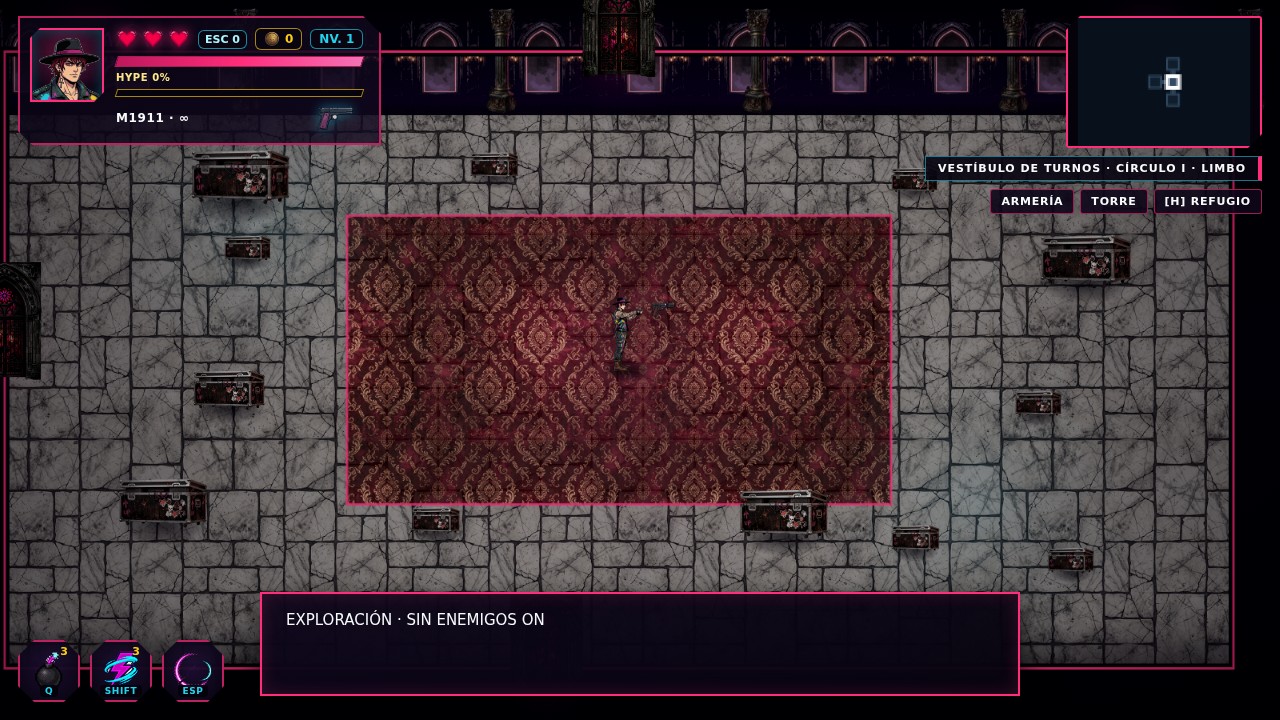 ESC 0
0
NV. 1
HYPE 0%
M1911 · ∞
VESTÍBULO DE TURNOS · CÍRCULO I · LIMBO
ARMERÍA
TORRE
[H] REFUGIO
EXPLORACIÓN · SIN ENEMIGOS ON
3
Q
3
SHIFT
ESP